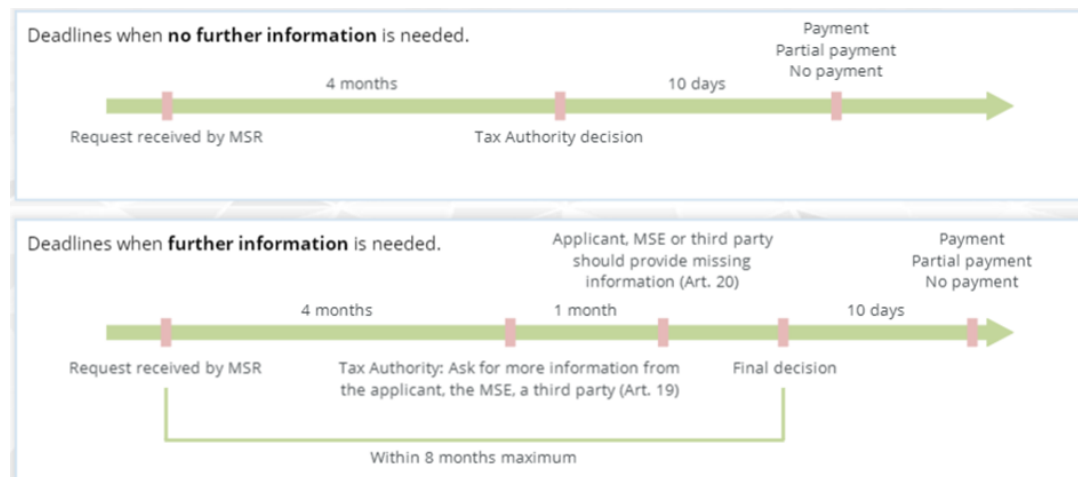 Deadlines when no further information is needed.
Payment
Partial payment
No payment
4 months
10 days
Request received by MSR
Tax Authority decision
Deadlines when further information is needed.
Applicant, MSE or third party
should provide missing
information (Art. 20)
Payment
Partial payment
No payment
4 months
1 month
10 days
Request received by MSR
Tax Authority: Ask for more information from
the applicant, the MSE, a third party (Art. 19)
Final decision
Within 8 months maximum